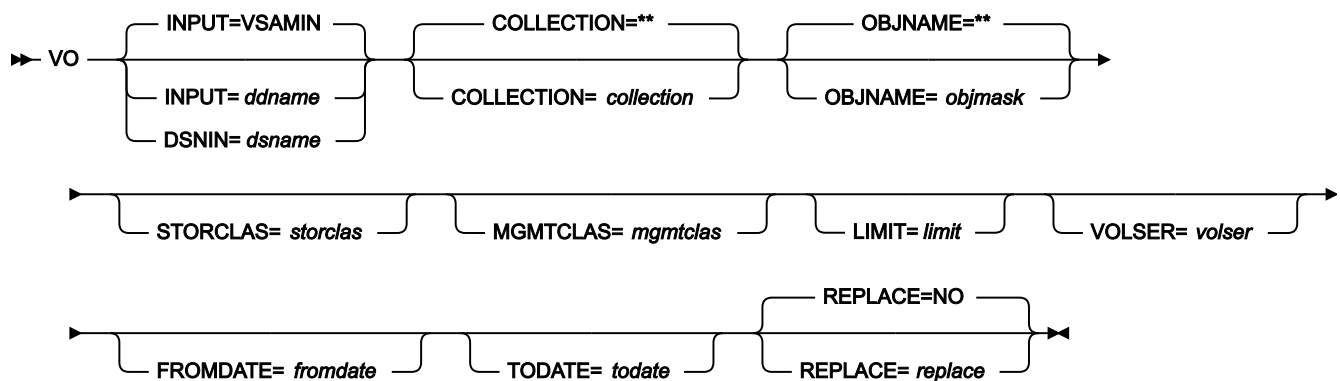 INPUT=VSAMIN COLLECTION=** OBJNAME=**
VO
INPUT= ddname COLLECTION= collection OBJNAME= objmask
DSNIN= dsname
STORCLAS= storclas MGMTCLAS= mgmtclas LIMIT= limit VOLSER= volser
REPLACE=NO
FROMDATE= fromdate TODATE= todate REPLACE= replace